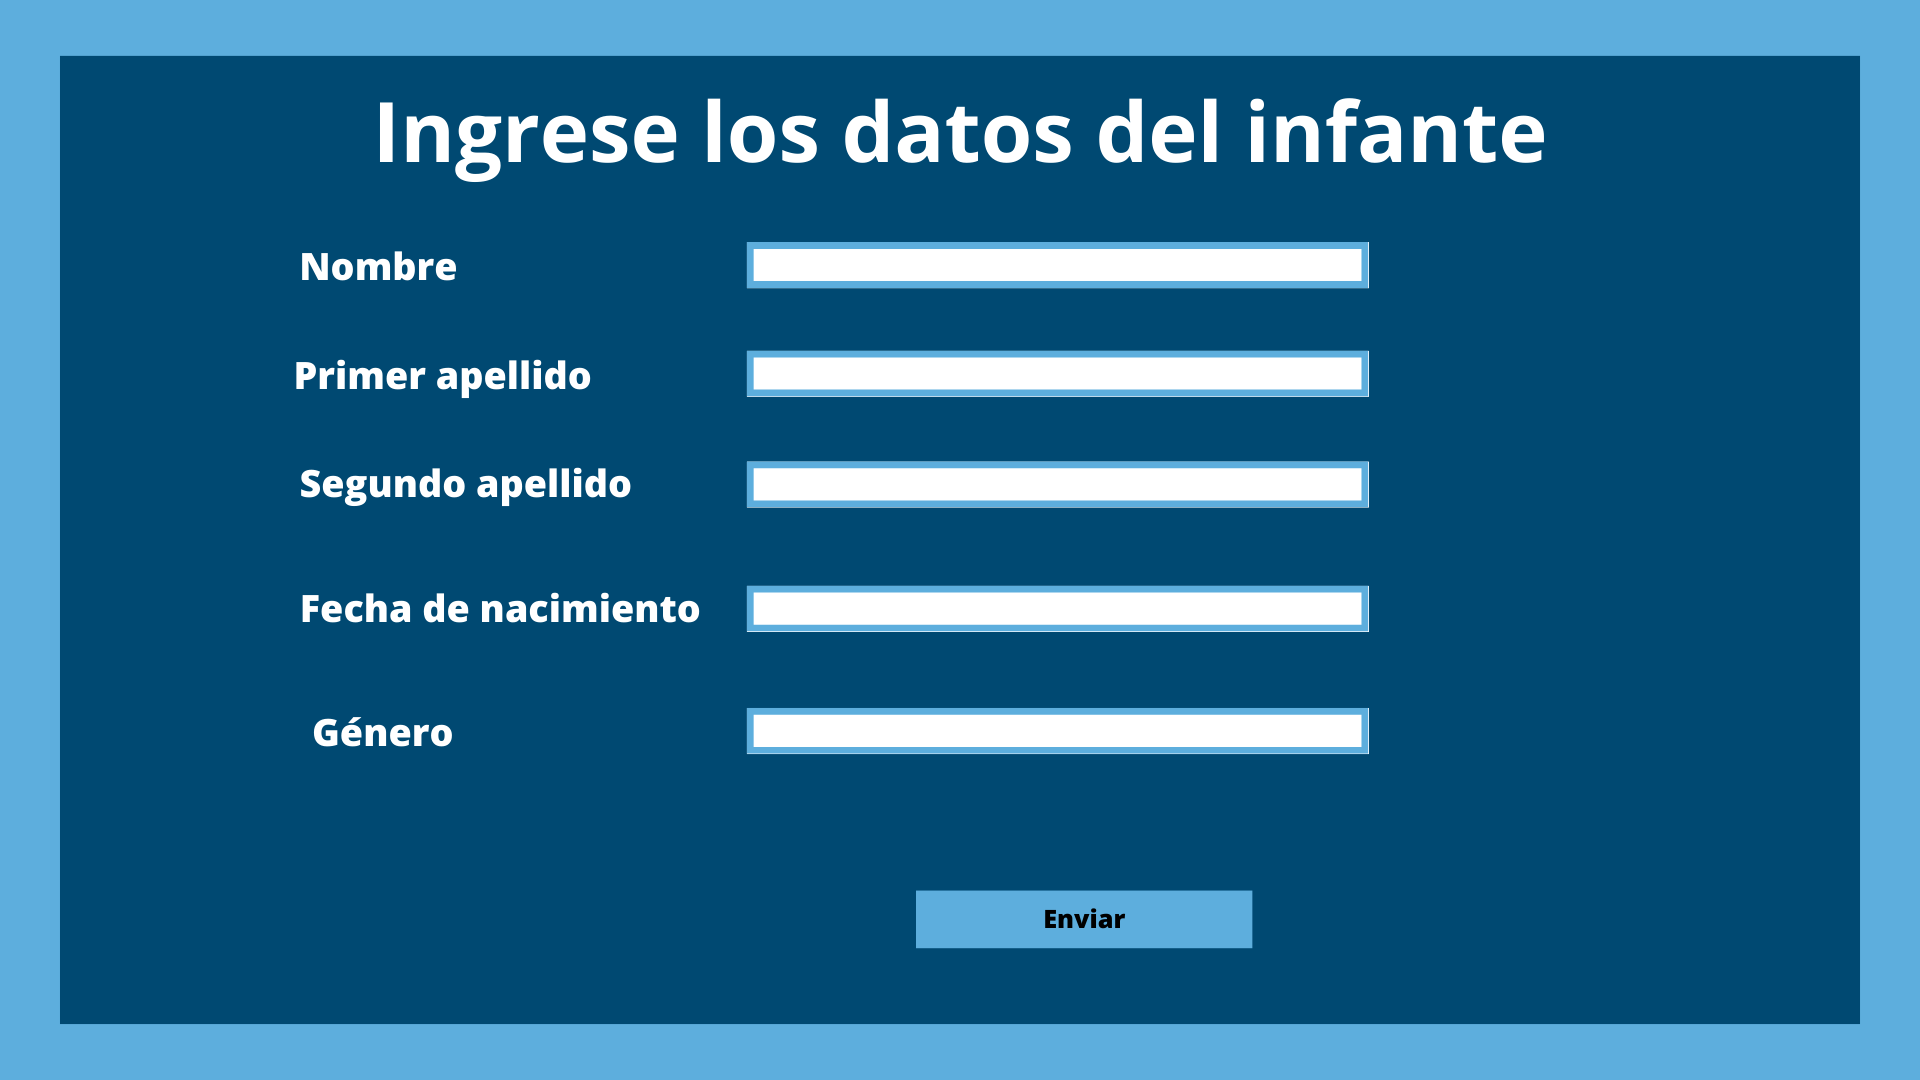 Ingrese los datos del infante
Nombre
Primer apellido
Segundo apellido
Fecha de nacimiento
Género
Enviar